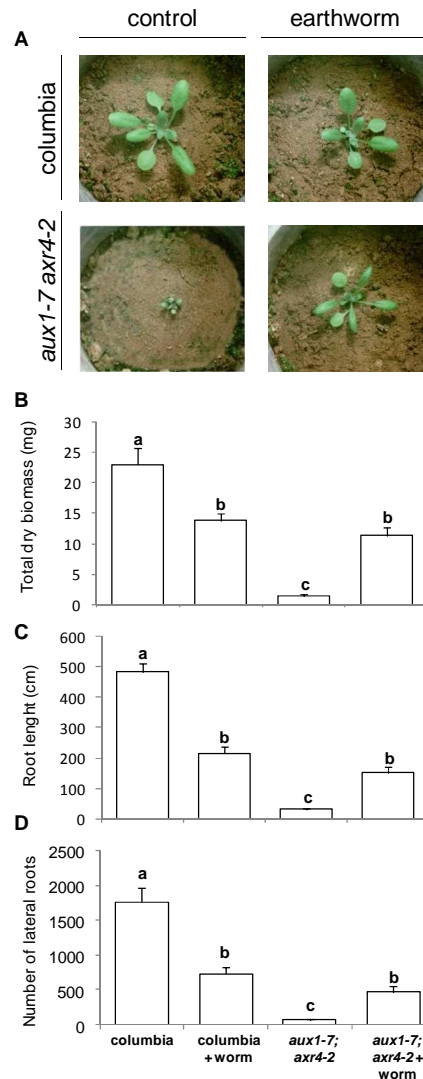 control earthworm
A
columbia
aux1-7 axr4-2
B
Total dry biomass (mg)
30
25
20
15
10
5
0
a
b
c
b
C
Root lenght (cm)
600
500
400
300
200
100
0
a
b
c
b
D
Number of lateral roots
2500
2000
1500
1000
500
0
a
b
c
b
columbia columbia aux1-7; aux1-7;
+ worm axr4-2 axr4-2 +
worm